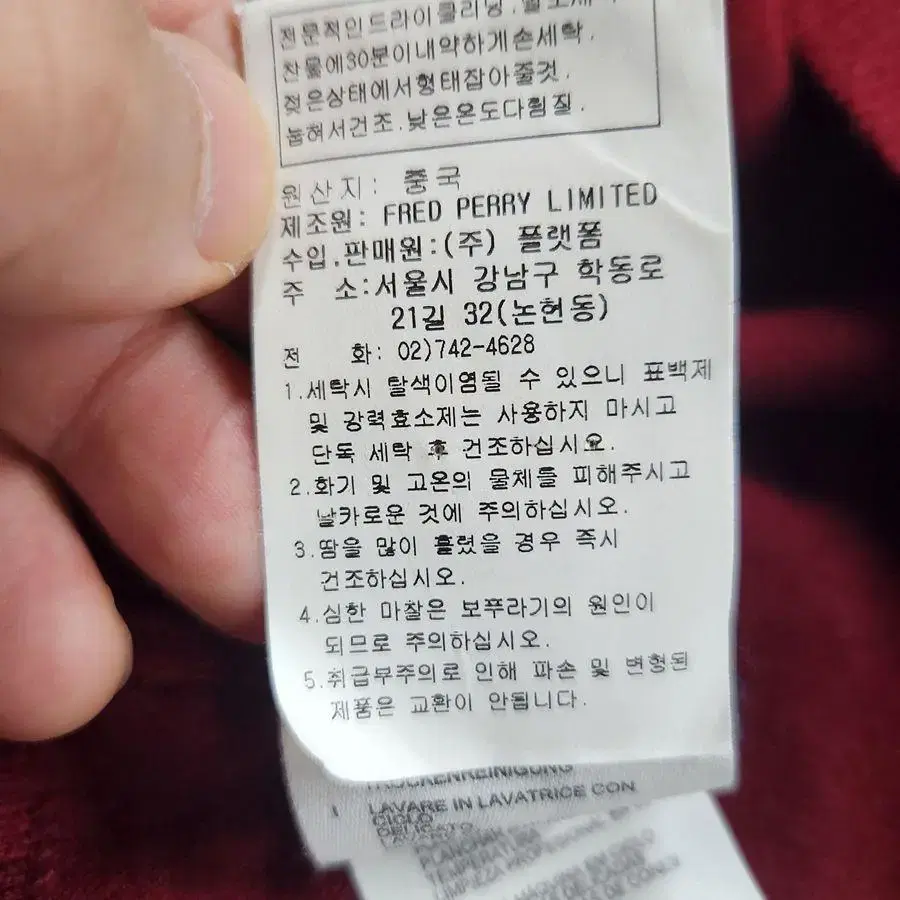 전문적인드라이클리닝.
찬물에30분이내약하게손세탁.
젖은상태에서형태잡아줄것.
눕혀서건조.낮은온도다림질.
원산지: 중국
제조원: FRED PERRY LIMITED
수입.판매원:(주) 플랫폼
주 소:서울시 강남구 학동로
21길 32(논현동)
전 화: 02)742-4628
1.세탁시 탈색이염될 수 있으니 표백제
및 강력효소제는 사용하지 마시고
단독 세탁 후 건조하십시요.
2.화기 및 고온의 물체를 피해주시고
날카로운 것에 주의하십시오.
3.땀을 많이 흘렸을 경우 즉시
건조하십시오.
4.심한 마찰은 보푸라기의 원인이
되므로 주의하십시오.
5.취급부주의로 인해 파손 및 변형된
제품은 교환이 안됩니다.
TROCKENREINIGUNG
LAVARE IN LAVATRICE CON
CICLO
DELICATO
PLANCHAR
TEMPERATURA